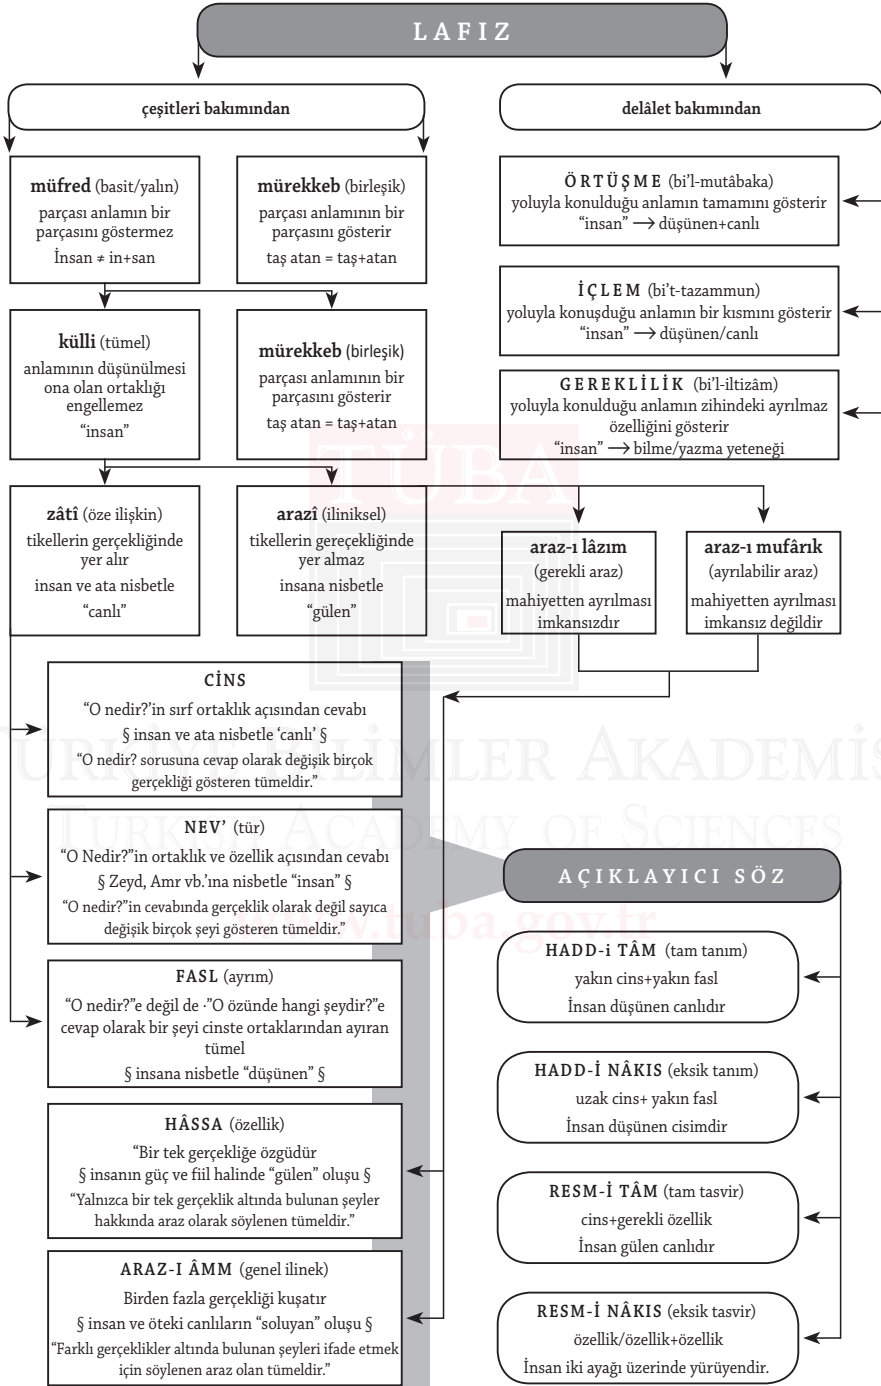 LAFIZ
çeşitleri bakımından
delâlet bakımından
müfred (basit/yalın)
parçası anlamın bir
parçasını göstermez
İnsan ≠ in+san
mürekkeb (birleşik)
parçası anlamının bir
parçasını gösterir
taş atan = taş+atan
ÖRTÜŞME (bi’l-mutâbaka)
yoluyla konulduğu anlamın tamamını gösterir
“insan” → düşünen+canlı
İÇLEM (bi’t-tazammun)
yoluyla konuşduğu anlamın bir kısmını gösterir
“insan” → düşünen/canlı
GEREKLİLİK (bi’l-iltizâm)
yoluyla konulduğu anlamın zihindeki ayrılmaz
özelliğini gösterir
“insan” → bilme/yazma yeteneği
külli (tümel)
anlamının düşünülmesi
ona olan ortaklığı
engellemez
“insan”
mürekkeb (birleşik)
parçası anlamının bir
parçasını gösterir
taş atan = taş+atan
zâtî (öze ilişkin)
tikellerin gerçekliğinde
yer alır
insan ve ata nisbetle
“canlı”
arazî (iliniksel)
tikellerin gereçekliğinde
yer almaz
insana nisbetle
“gülen”
araz-ı lâzım
(gerekli araz)
mahiyetten ayrılması
imkansızdır
araz-ı mufârık
(ayrılabilir araz)
mahiyetten ayrılması
imkansız değildir
CİNS
“O nedir?’in sırf ortaklık açısından cevabı
§ insan ve ata nisbetle ‘canlı’ §
“O nedir? sorusuna cevap olarak değişik birçok
gerçekliği gösteren tümeldir.”
NEV’ (tür)
“O Nedir?”in ortaklık ve özellik açısından cevabı
§ Zeyd, Amr vb.’ına nisbetle “insan” §
“O nedir?”in cevabında gerçeklik olarak değil sayıca
değişik birçok şeyi gösteren tümeldir.”
FASL (ayrım)
“O nedir?”e değil de ·”O özünde hangi şeydir?”e
cevap olarak bir şeyi cinste ortaklarından ayıran
tümel
§ insana nisbetle “düşünen” §
HÂSSA (özellik)
“Bir tek gerçekliğe özgüdür
§ insanın güç ve fiil halinde “gülen” oluşu §
“Yalnızca bir tek gerçeklik altında bulunan şeyler
hakkında araz olarak söylenen tümeldir.”
ARAZ-I ÂMM (genel ilinek)
Birden fazla gerçekliği kuşatır
§ insan ve öteki canlıların “soluyan” oluşu §
“Farklı gerçeklikler altında bulunan şeyleri ifade etmek
için söylenen araz olan tümeldir.”
AÇIKLAYICI SÖZ
HADD-i TÂM (tam tanım)
yakın cins+yakın fasl
İnsan düşünen canlıdır
HADD-İ NÂKIS (eksik tanım)
uzak cins+ yakın fasl
İnsan düşünen cisimdir
RESM-İ TÂM (tam tasvir)
cins+gerekli özellik
İnsan gülen canlıdır
RESM-İ NÂKIS (eksik tasvir)
özellik/özellik+özellik
İnsan iki ayağı üzerinde yürüyendir.
TÜBA
TÜRKİYE BİLİMLER AKADEMİS
TURKISH ACADEMY OF SCIENCES
www.tuba.gov.tr